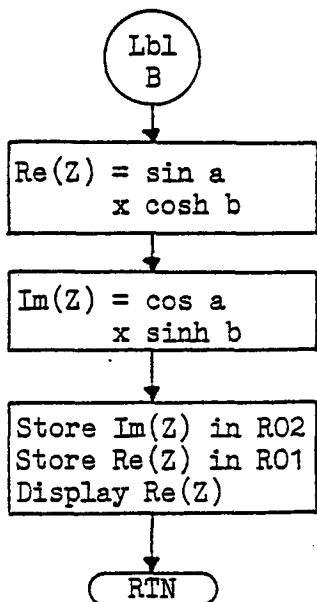 Lbl
B
Re(Z) = sin a
x cosh b
Im(Z) = cos a
x sinh b
Store Im(Z) in R02
Store Re(Z) in R01
Display Re(Z)
RTN